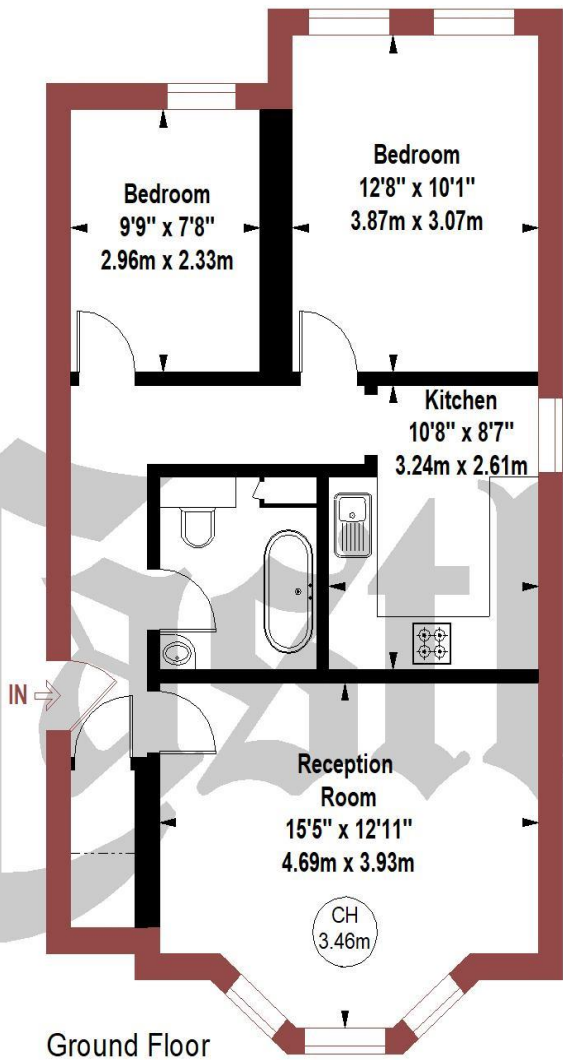 Bedroom
12'8" x 10'1"
3.87m x 3.07m
Bedroom
9'9" x 7'8"
2.96m x 2.33m
Kitchen
10'8" x 8'7"
3.24m x 2.61m
IN
Reception
Room
15'5" x 12'11"
4.69m x 3.93m
CH
3.46m
Ground Floor